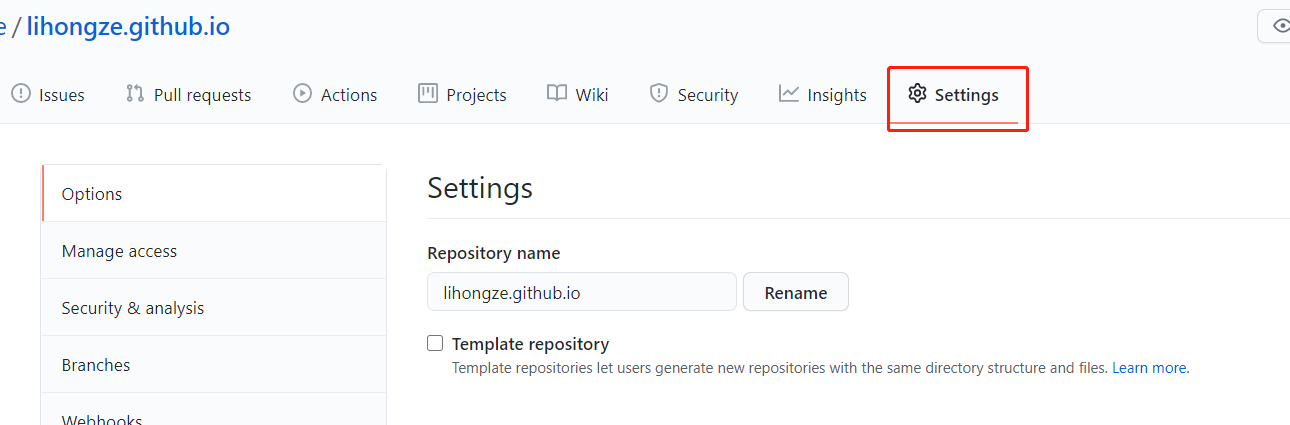 e / lihongze.github.io
Issues Pull requests Actions Projects Wiki Security Insights Settings
Options
Manage access
Security & analysis
Branches
Webhooks
Settings
Repository name
lihongze.github.io Rename
Template repository
Template repositories let users generate new repositories with the same directory structure and files. Learn more.